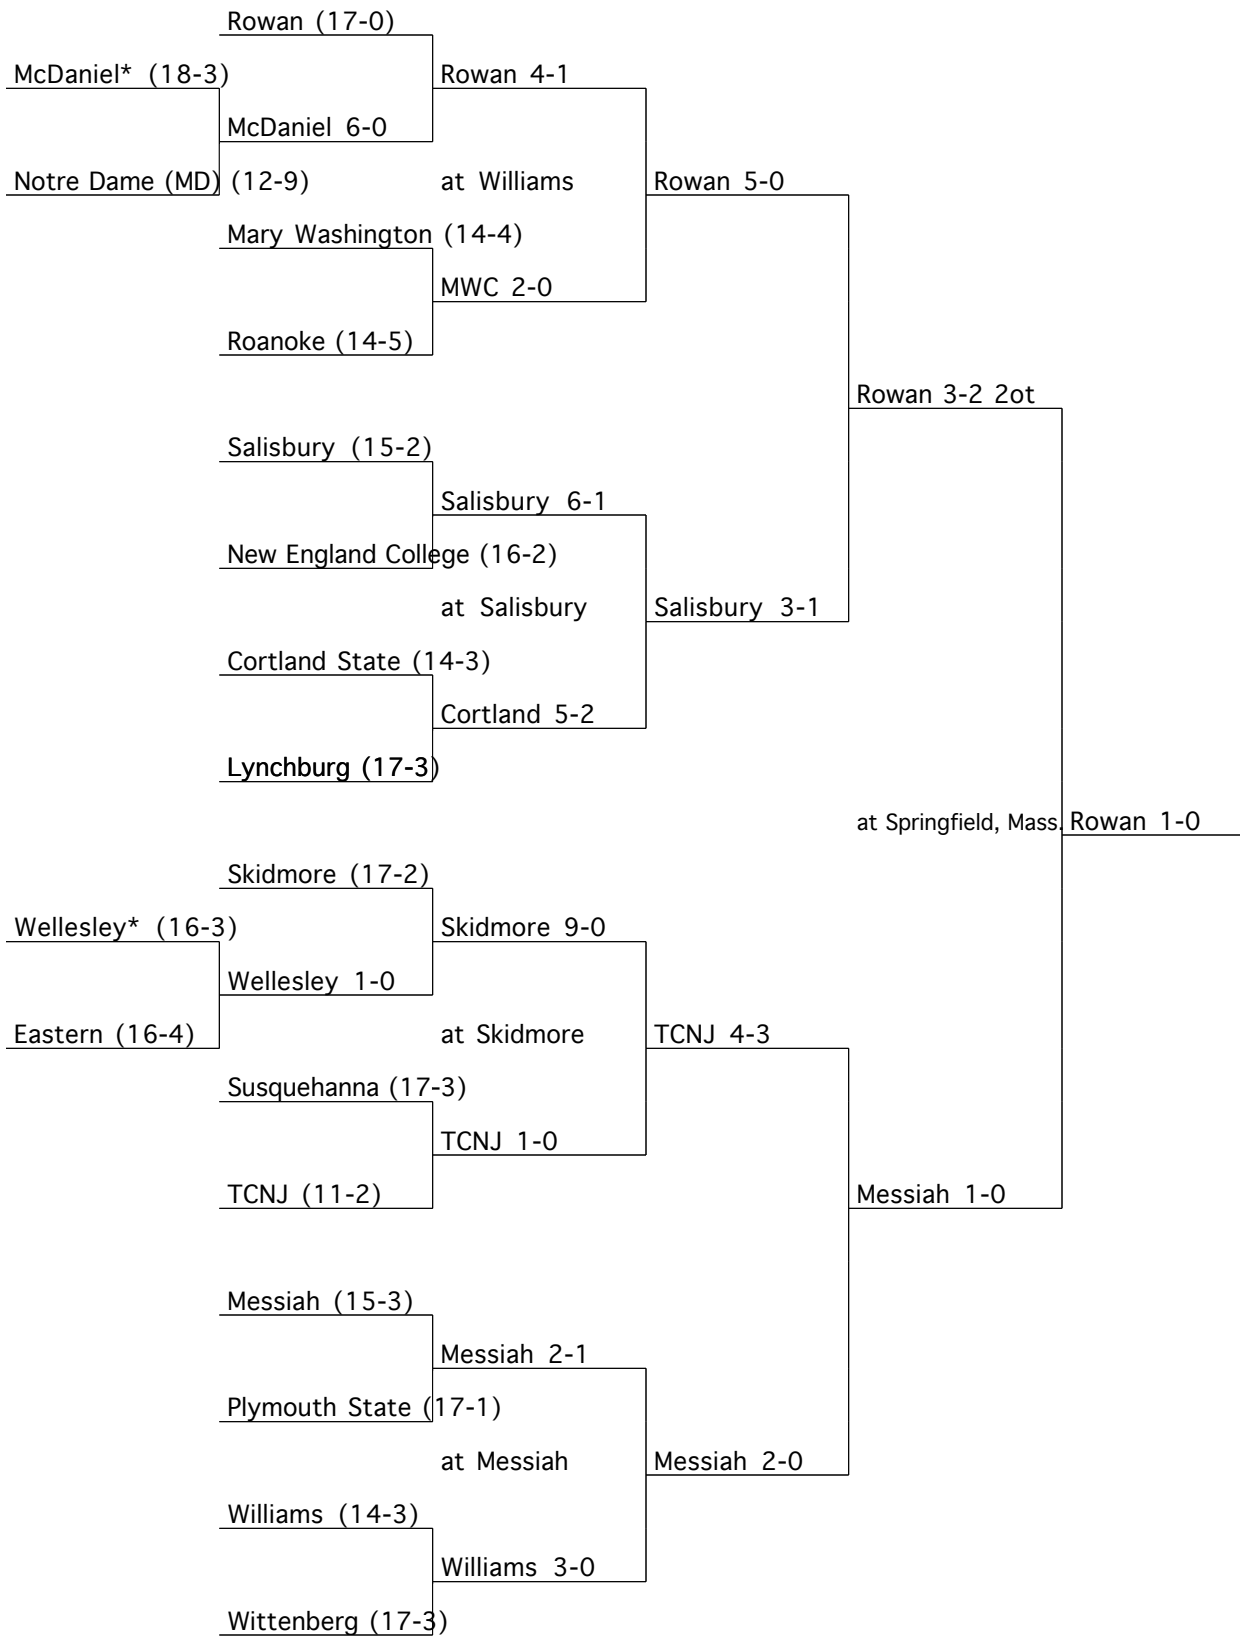 Rowan (17-0)
McDaniel* (18-3)
Rowan 4-1
McDaniel 6-0
Notre Dame (MD) (12-9)
at Williams
Rowan 5-0
Mary Washington (14-4)
MWC 2-0
Roanoke (14-5)
Rowan 3-2 2ot
Salisbury (15-2)
Salisbury 6-1
New England College (16-2)
at Salisbury
Salisbury 3-1
Cortland State (14-3)
Cortland 5-2
Lynchburg (17-3)
at Springfield, Mass.
Rowan 1-0
Skidmore (17-2)
Wellesley* (16-3)
Skidmore 9-0
Wellesley 1-0
Eastern (16-4)
at Skidmore
TCNJ 4-3
Susquehanna (17-3)
TCNJ 1-0
TCNJ (11-2)
Messiah 1-0
Messiah (15-3)
Messiah 2-1
Plymouth State (17-1)
at Messiah
Messiah 2-0
Williams (14-3)
Williams 3-0
Wittenberg (17-3)